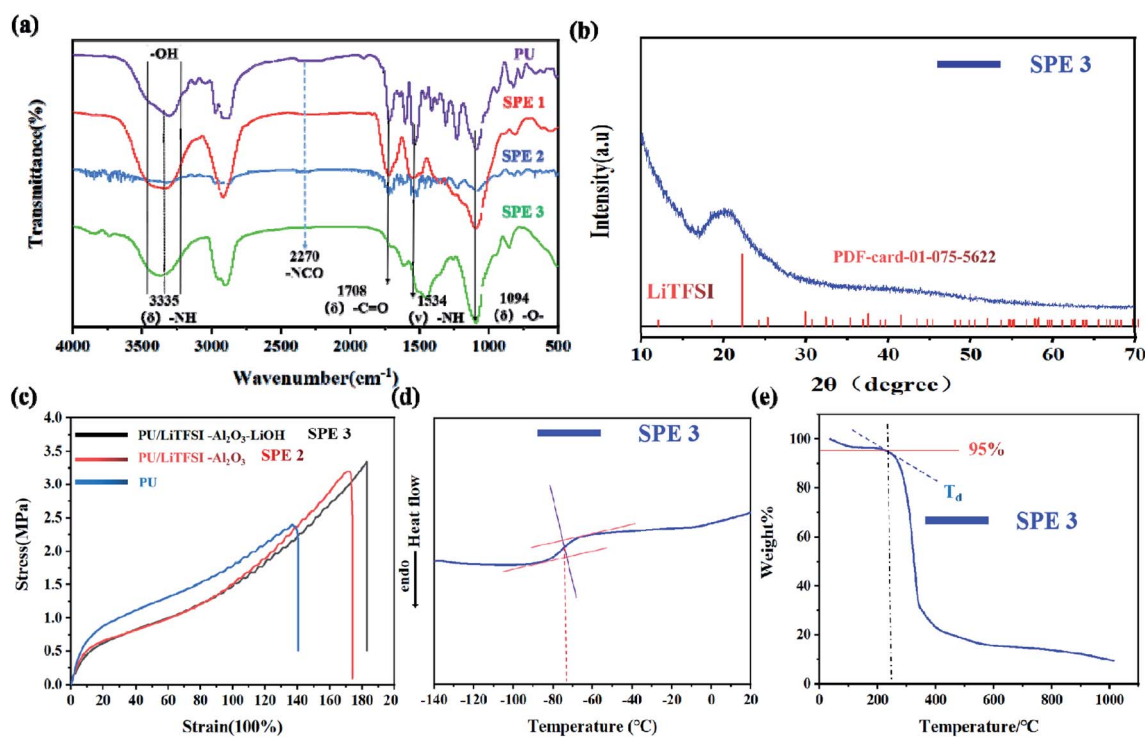 (a)
-OH
PU
SPE 1
SPE 2
SPE 3
3335
(δ) -NH
2270
-NCO
1708
(δ) -C=O
1534
(ν) -NH
1094
(δ) -O-
Transmittance(%)
4000 3500 3000 2500 2000 1500 1000 500
Wavenumber(cm⁻¹)
(b)
SPE 3
PDF-card-01-075-5622
LiTFSI
Intensity(a.u)
10 20 30 40 50 60 70
2θ（degree）
(c)
4.0
3.5
3.0
2.5
2.0
1.5
1.0
0.5
0.0
PU/LiTFSI -Al₂O₃-LiOH SPE 3
PU/LiTFSI -Al₂O₃ SPE 2
PU
Stress(MPa)
0 20 40 60 80 100 120 140 160 180 20
Strain(100%)
(d)
SPE 3
Heat flow
endo
-140 -120 -100 -80 -60 -40 -20 0 20
Temperature (°C)
(e)
100
80
60
40
20
0
95%
T_d
SPE 3
Weight%
0 200 400 600 800 1000
Temperature/°C